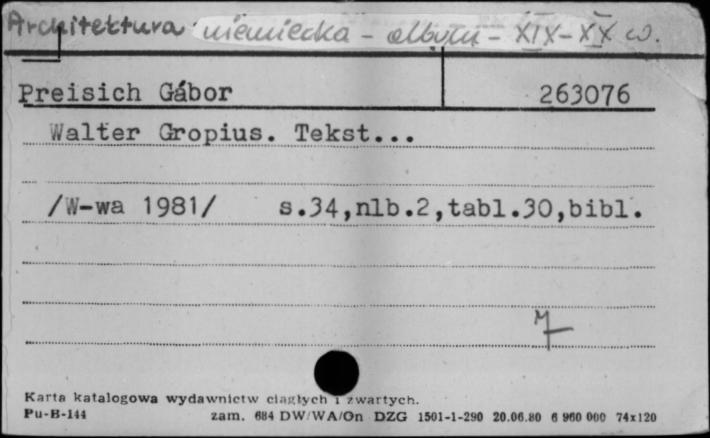 Architektura niemiecka - albumy - XIX-XX w.
Preisich Gábor 263076
Walter Gropius. Tekst...
/W-wa 1981/ s.34,nlb.2,tabl.30,bibl.
Karta katalogowa wydawnictw ciągłych i zwartych.
Pu-B-144 zam. 684 DW/WA/On DZG 1501-1-290 20.06.80 6 960 000 74x120